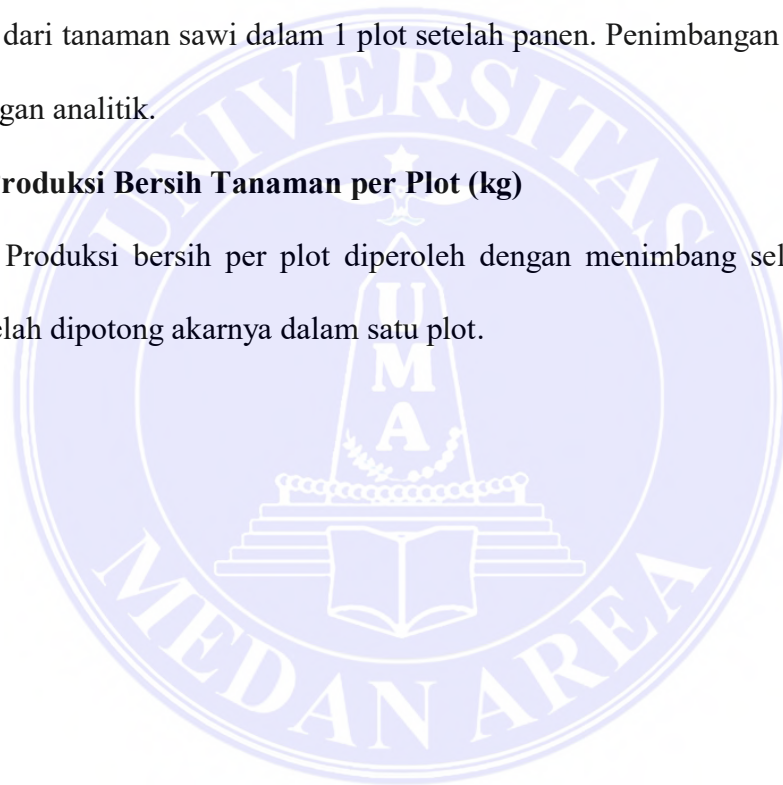 dari tanaman sawi dalam 1 plot setelah panen. Penimbangan
gan analitik.
roduksi Bersih Tanaman per Plot (kg)
Produksi bersih per plot diperoleh dengan menimbang sel
elah dipotong akarnya dalam satu plot.
UNIVERSITAS
U
M
A
MEDAN AREA